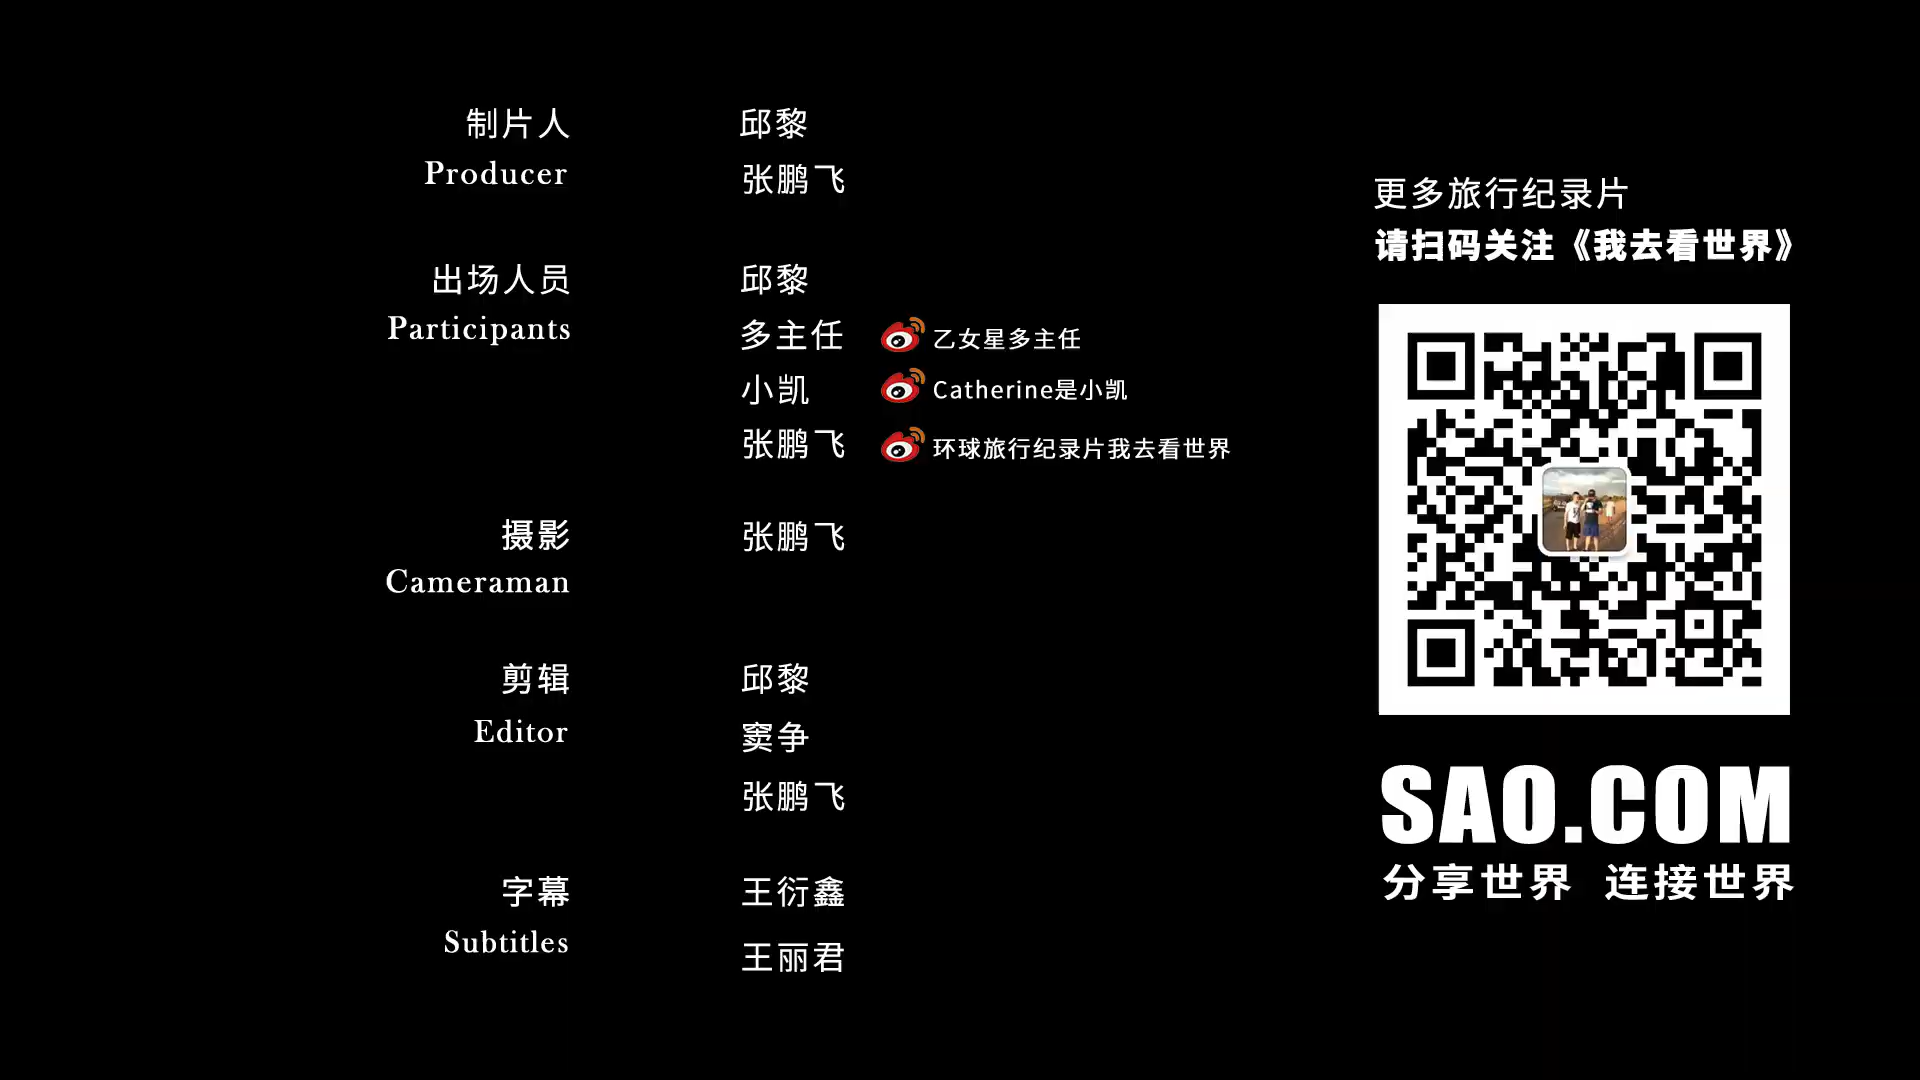 制片人
Producer
邱黎
张鹏飞
出场人员
Participants
邱黎
多主任 乙女星多主任
小凯 Catherine是小凯
张鹏飞 环球旅行纪录片我去看世界
摄影
Cameraman
张鹏飞
剪辑
Editor
邱黎
窦争
张鹏飞
字幕
Subtitles
王衍鑫
王丽君
更多旅行纪录片
请扫码关注《我去看世界》
SAO.COM
分享世界 连接世界